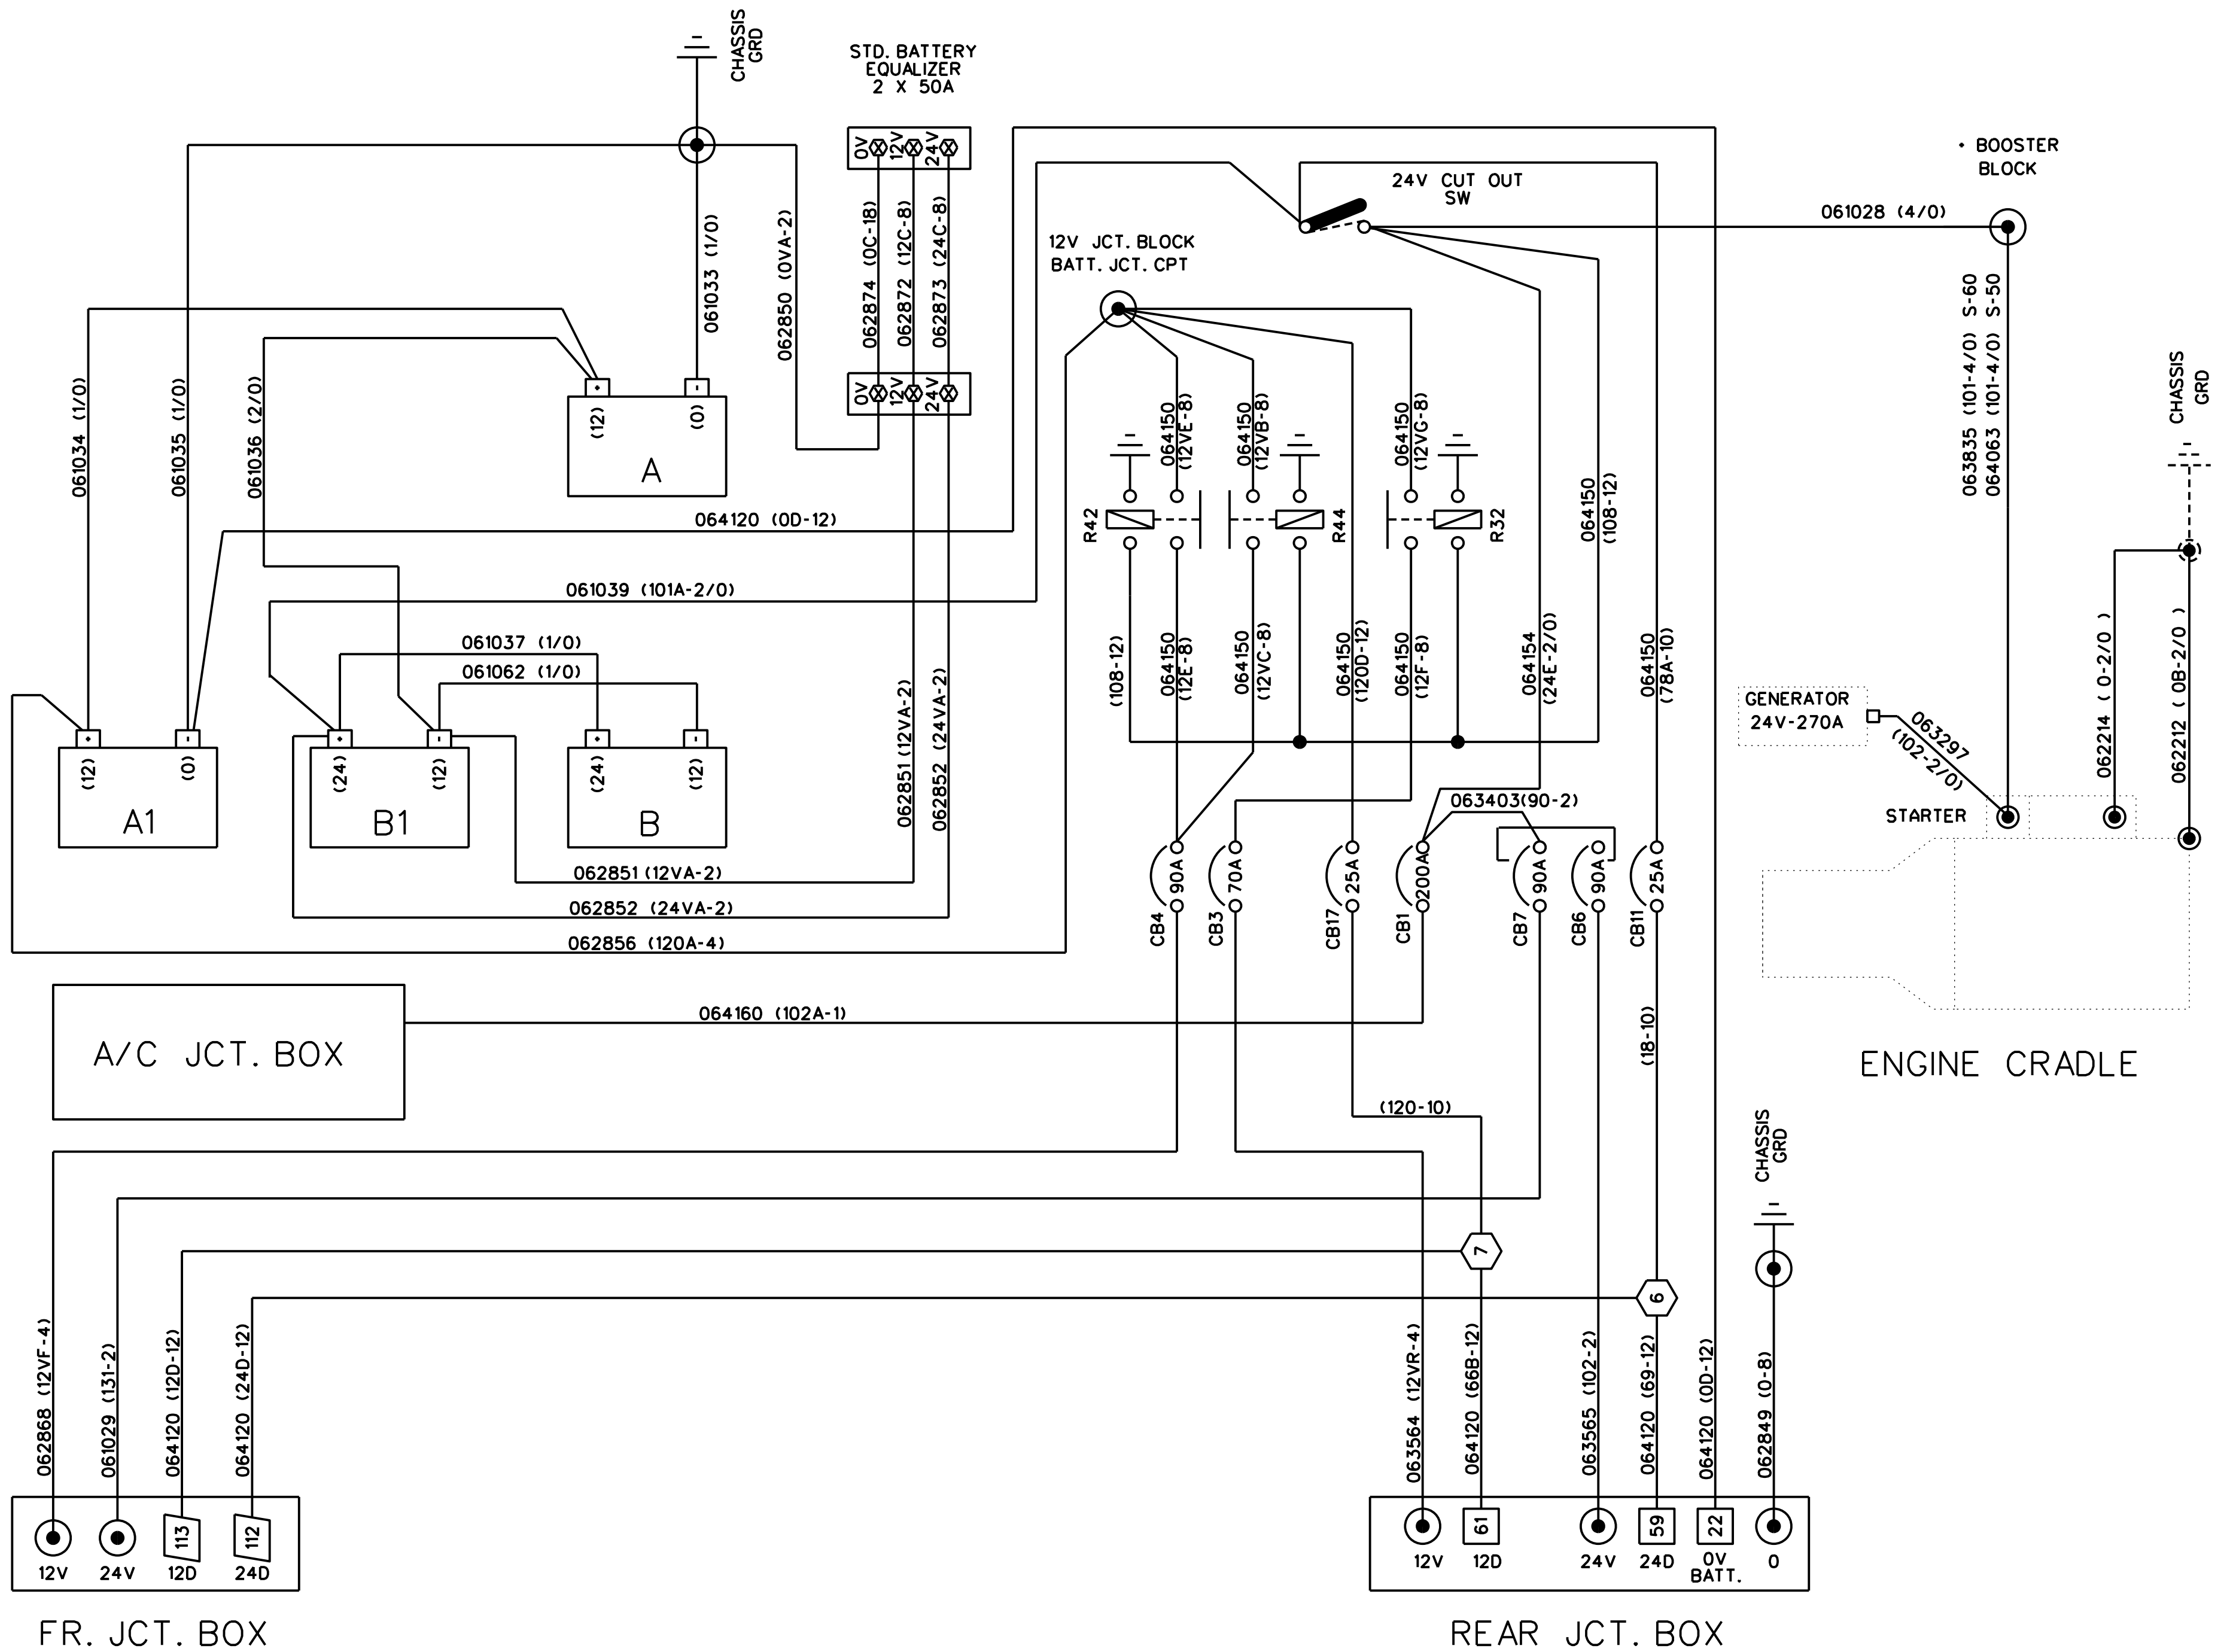 CHASSIS
GRD
STD. BATTERY
EQUALIZER
2 X 50A
0V
12V
24V
062850 (0VA-2)
062874 (0C-18)
062872 (12C-8)
062873 (24C-8)
0V
12V
24V
061033 (1/0)
061034 (1/0)
061035 (1/0)
061036 (2/0)
+
-
(12)
(0)
A
064120 (0D-12)
061039 (101A-2/0)
061037 (1/0)
061062 (1/0)
+
-
(12)
(0)
A1
+
-
(24)
(12)
B1
+
-
(24)
(12)
B
062851 (12VA-2)
062852 (24VA-2)
062851 (12VA-2)
062852 (24VA-2)
062856 (120A-4)
12V JCT. BLOCK
BATT. JCT. CPT
24V CUT OUT
SW
061028 (4/0)
+ BOOSTER
BLOCK
063835 (101-4/0) S-60
064063 (101-4/0) S-50
CHASSIS
GRD
064150
(12VE-8)
064150
(12VB-8)
064150
(12VG-8)
064150
(108-12)
R42
R44
R32
(108-12)
064150
(12E-8)
064150
(12VC-8)
064150
(120D-12)
064150
(12F-8)
064154
(24E-2/0)
064150
(78A-10)
GENERATOR
24V-270A
063297
(102-2/0)
062214 ( 0-2/0 )
062212 ( 0B-2/0 )
STARTER
063403(90-2)
90A
70A
25A
200A
90A
90A
25A
CB4
CB3
CB17
CB1
CB7
CB6
CB11
A/C JCT. BOX
064160 (102A-1)
(18-10)
(120-10)
ENGINE CRADLE
CHASSIS
GRD
7
6
062868 (12VF-4)
061029 (131-2)
064120 (12D-12)
064120 (24D-12)
063564 (12VR-4)
064120 (66B-12)
063565 (102-2)
064120 (69-12)
064120 (0D-12)
062849 (0-8)
113
112
12V
24V
12D
24D
FR. JCT. BOX
61
59
22
12V
12D
24V
24D
0V
BATT.
0
REAR JCT. BOX